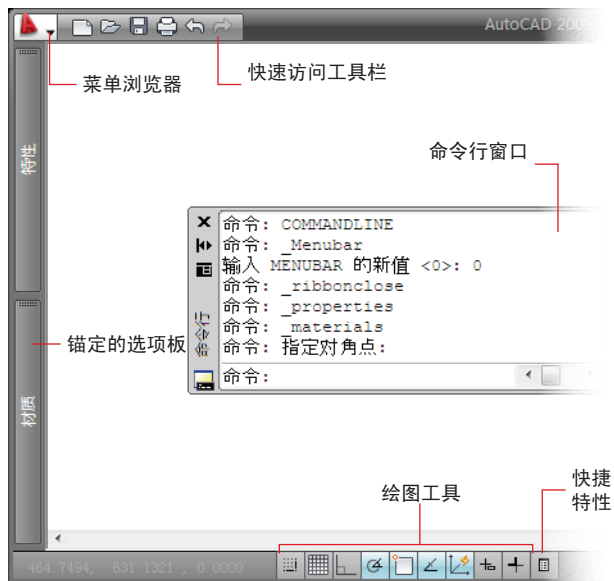 AutoCAD 2009
菜单浏览器
快速访问工具栏
特性
命令行窗口
命令: COMMANDLINE
命令: _Menubar
输入 MENUBAR 的新值 <0>: 0
命令: _ribbonclose
命令: _properties
命令: _materials
命令: 指定对角点:
命令行
命令:
锚定的选项板
材质
绘图工具
快捷
特性
464.7494, 631.1321 , 0.0000